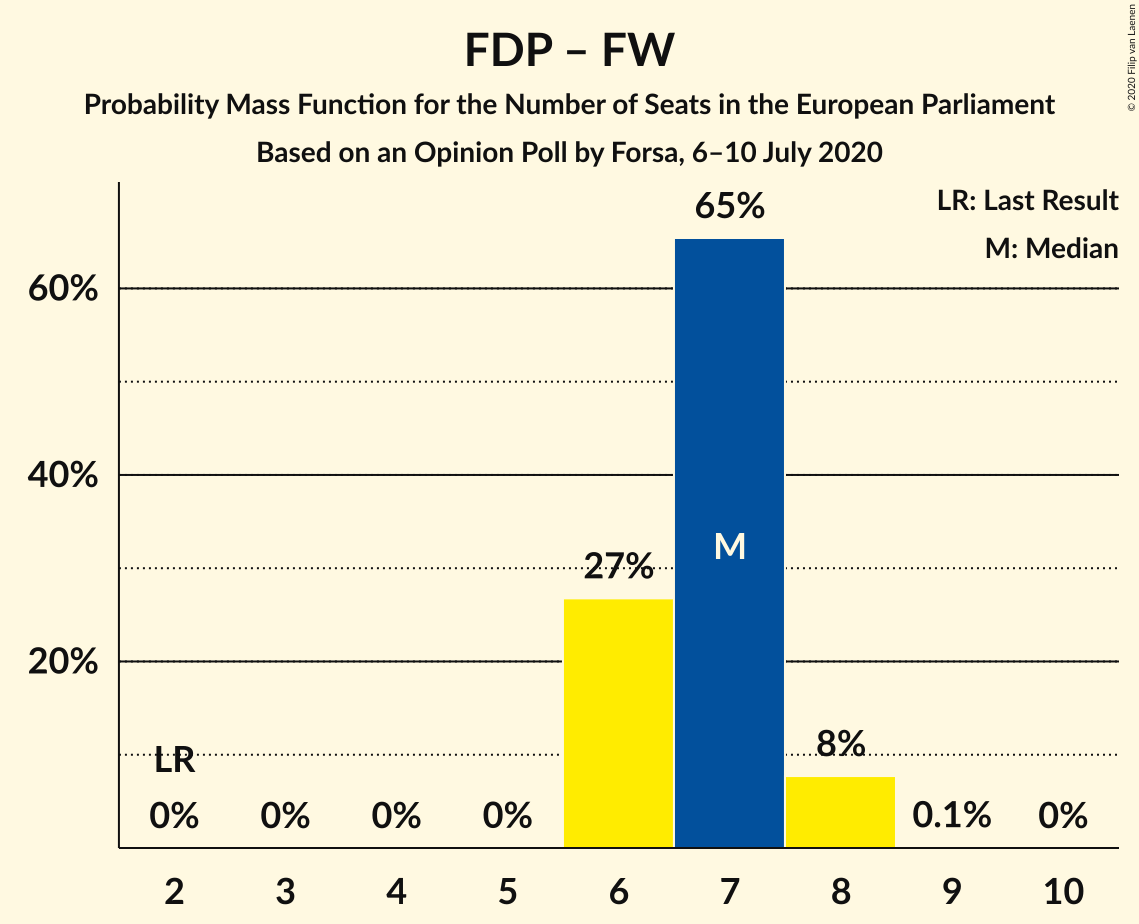 FDP – FW
Probability Mass Function for the Number of Seats in the European Parliament
Based on an Opinion Poll by Forsa, 6–10 July 2020
© 2020 Filip van Laenen
LR: Last Result
M: Median
65%
60%
40%
M
27%
20%
LR
8%
0% 0% 0% 0% 0.1% 0%
2 3 4 5 6 7 8 9 10